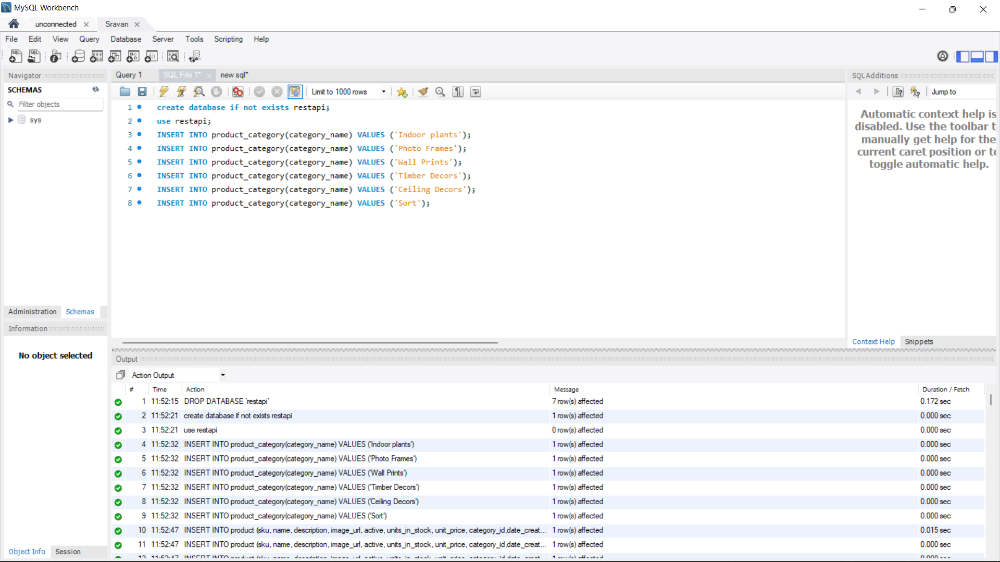 MySQL Workbench
unconnected
Sravan
File Edit View Query Database Server Tools Scripting Help
Navigator
SCHEMAS
Filter objects
sys
Administration Schemas
Information
No object selected
Object Info Session
Query 1 SQL File 1* new sql*
Limit to 1000 rows
1 create database if not exists restapi;
2 use restapi;
3 INSERT INTO product_category(category_name) VALUES ('Indoor plants');
4 INSERT INTO product_category(category_name) VALUES ('Photo Frames');
5 INSERT INTO product_category(category_name) VALUES ('Wall Prints');
6 INSERT INTO product_category(category_name) VALUES ('Timber Decors');
7 INSERT INTO product_category(category_name) VALUES ('Ceiling Decors');
8 INSERT INTO product_category(category_name) VALUES ('Sort');
SQLAdditions
Jump to
Automatic context help is
disabled. Use the toolbar t
manually get help for the
current caret position or to
toggle automatic help.
Context Help Snippets
Output
Action Output
# Time Action Message Duration / Fetch
1 11:52:15 DROP DATABASE `restapi` 7 row(s) affected 0.172 sec
2 11:52:21 create database if not exists restapi 1 row(s) affected 0.000 sec
3 11:52:21 use restapi 0 row(s) affected 0.000 sec
4 11:52:32 INSERT INTO product_category(category_name) VALUES ('Indoor plants') 1 row(s) affected 0.000 sec
5 11:52:32 INSERT INTO product_category(category_name) VALUES ('Photo Frames') 1 row(s) affected 0.000 sec
6 11:52:32 INSERT INTO product_category(category_name) VALUES ('Wall Prints') 1 row(s) affected 0.000 sec
7 11:52:32 INSERT INTO product_category(category_name) VALUES ('Timber Decors') 1 row(s) affected 0.000 sec
8 11:52:32 INSERT INTO product_category(category_name) VALUES ('Ceiling Decors') 1 row(s) affected 0.000 sec
9 11:52:32 INSERT INTO product_category(category_name) VALUES ('Sort') 1 row(s) affected 0.000 sec
10 11:52:47 INSERT INTO product (sku, name, description, image_url, active, units_in_stock, unit_price, category_id,date_creat... 1 row(s) affected 0.015 sec
11 11:52:47 INSERT INTO product (sku, name, description, image_url, active, units_in_stock, unit_price, category_id,date_creat... 1 row(s) affected 0.000 sec